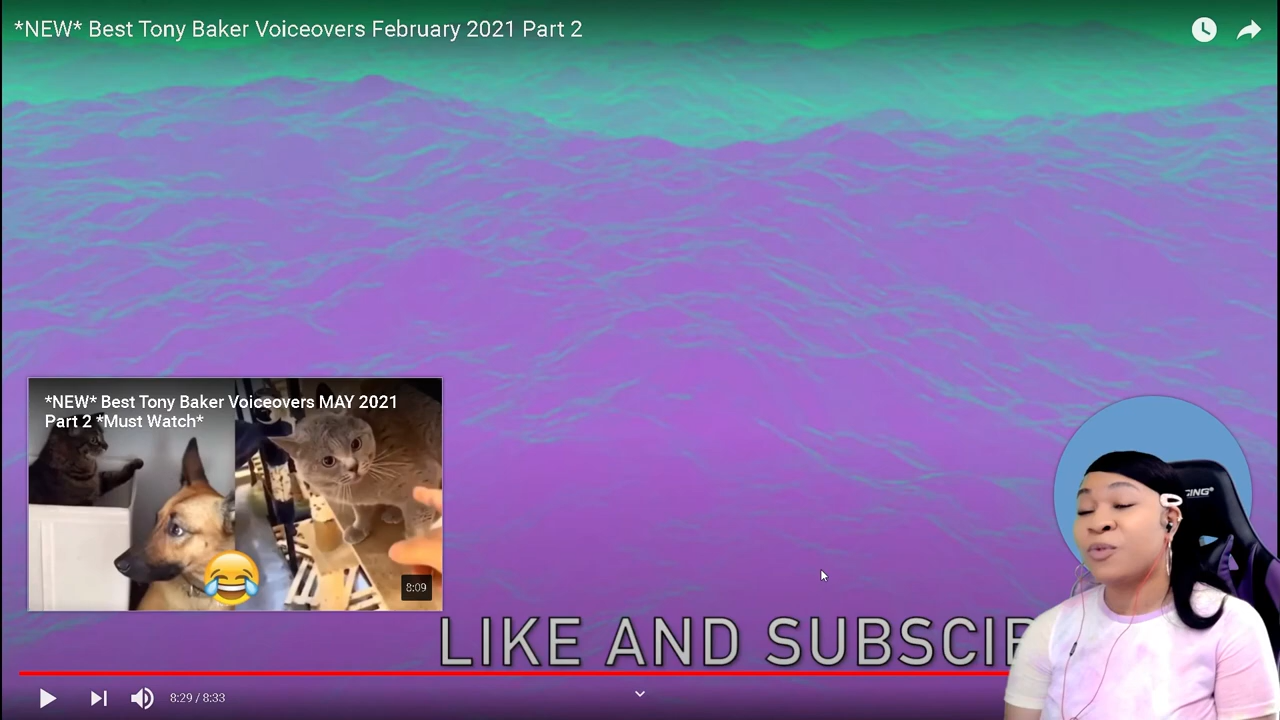 *NEW* Best Tony Baker Voiceovers February 2021 Part 2
*NEW* Best Tony Baker Voiceovers MAY 2021
Part 2 *Must Watch*
8:09
LIKE AND SUBSCIB
8:29 / 8:33